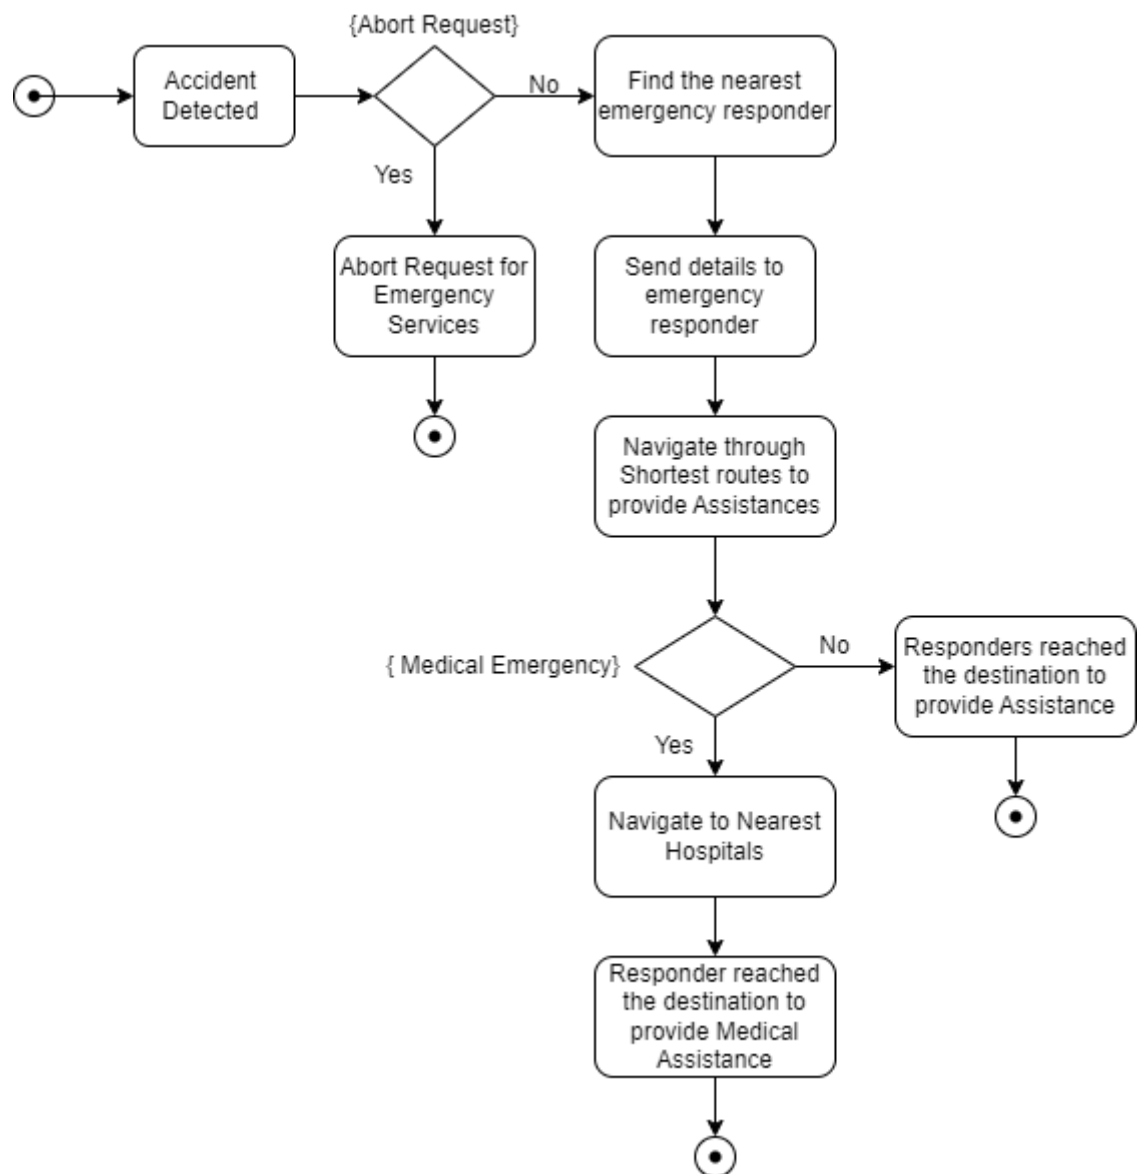 {Abort Request}
Accident
Detected
No
Find the nearest
emergency responder
Yes
Abort Request for
Emergency
Services
Send details to
emergency
responder
Navigate through
Shortest routes to
provide Assistances
{ Medical Emergency}
No
Responders reached
the destination to
provide Assistance
Yes
Navigate to Nearest
Hospitals
Responder reached
the destination to
provide Medical
Assistance